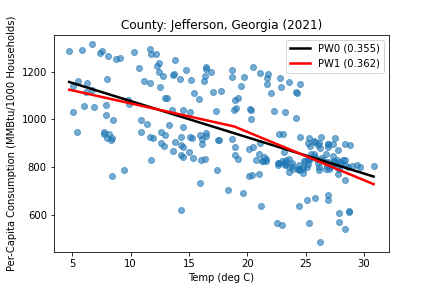 County: Jefferson, Georgia (2021)
PW0 (0.355)
PW1 (0.362)
Per-Capita Consumption (MMBtu/1000 Households)
1200
1000
800
600
5 10 15 20 25 30
Temp (deg C)